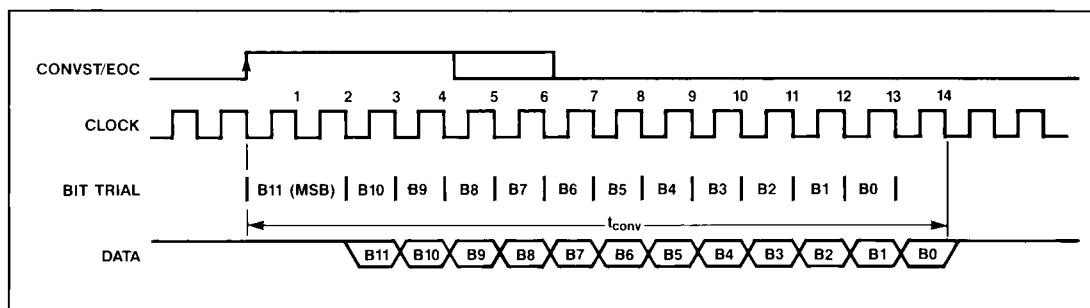 CONVST/EOC
1 2 3 4 5 6 7 8 9 10 11 12 13 14
CLOCK
BIT TRIAL B11 (MSB) B10 B9 B8 B7 B6 B5 B4 B3 B2 B1 B0
tconv
DATA B11 B10 B9 B8 B7 B6 B5 B4 B3 B2 B1 B0